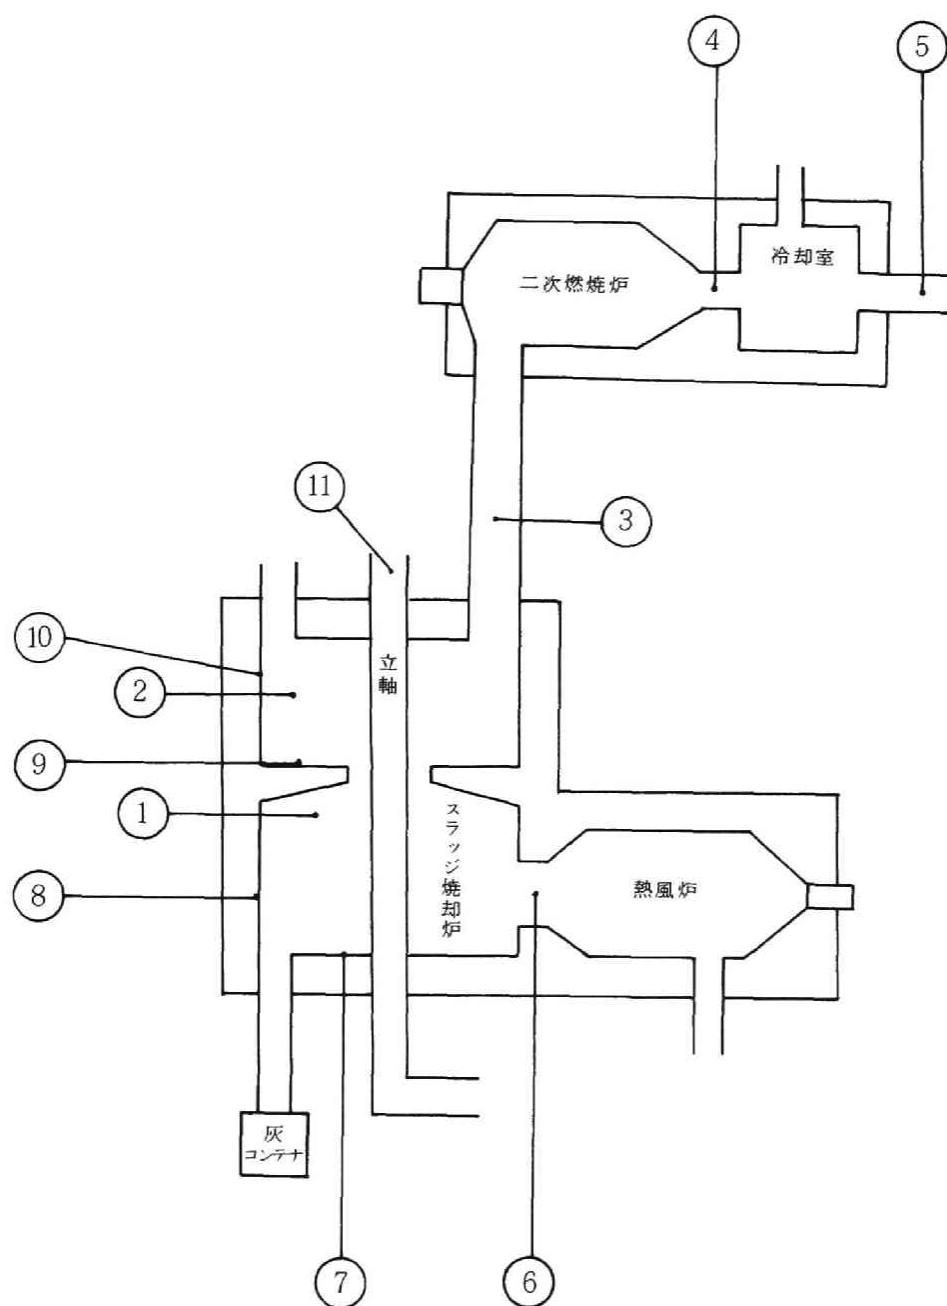 ④
⑤
冷却室
二次燃焼炉
⑪
③
⑩
立軸
②
⑨
①
スラッジ焼却炉
⑧
熱風炉
灰
コンテナ
⑦
⑥